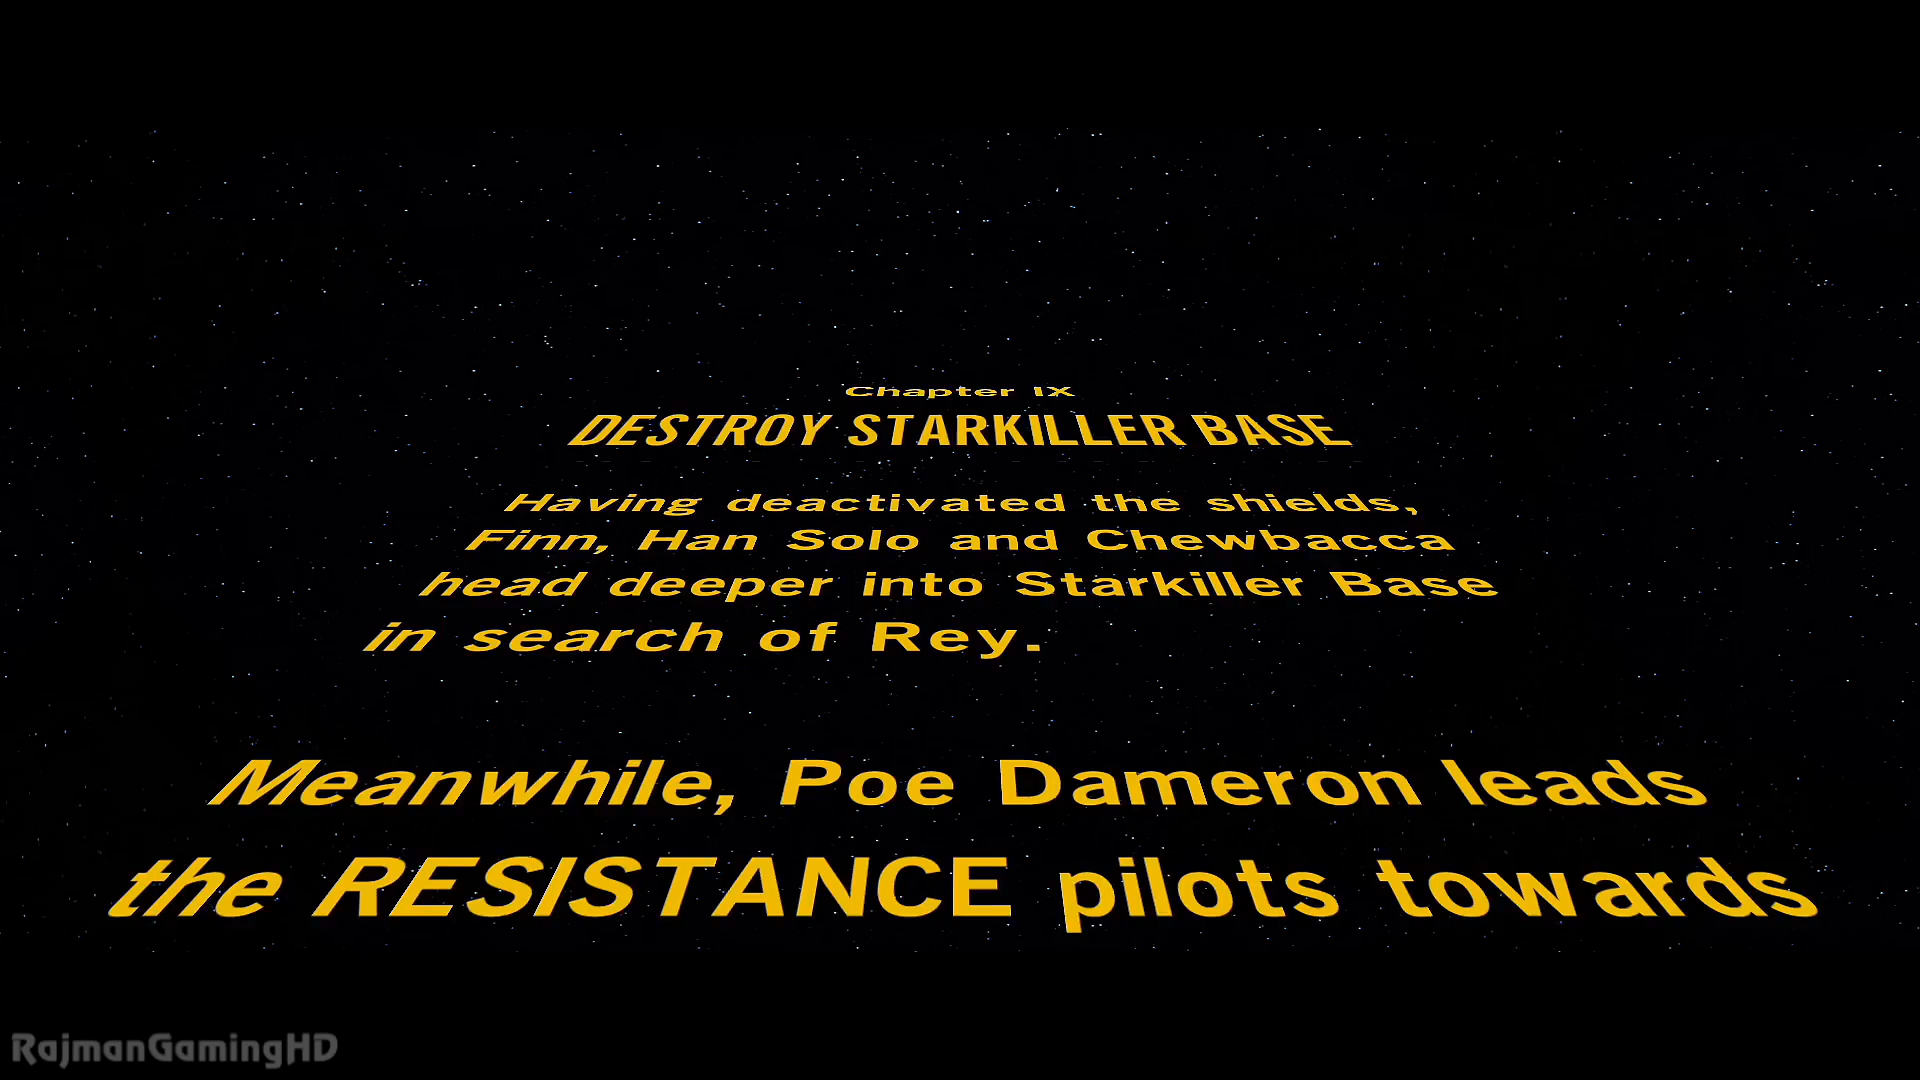 Chapter IX
DESTROY STARKILLER BASE
Having deactivated the shields,
Finn, Han Solo and Chewbacca
head deeper into Starkiller Base
in search of Rey.
Meanwhile, Poe Dameron leads
the RESISTANCE pilots towards
RajmanGamingHD